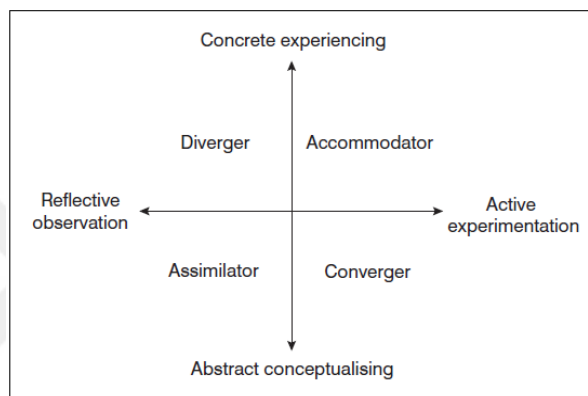 Concrete experiencing
Diverger
Accommodator
Reflective
observation
Active
experimentation
Assimilator
Converger
Abstract conceptualising